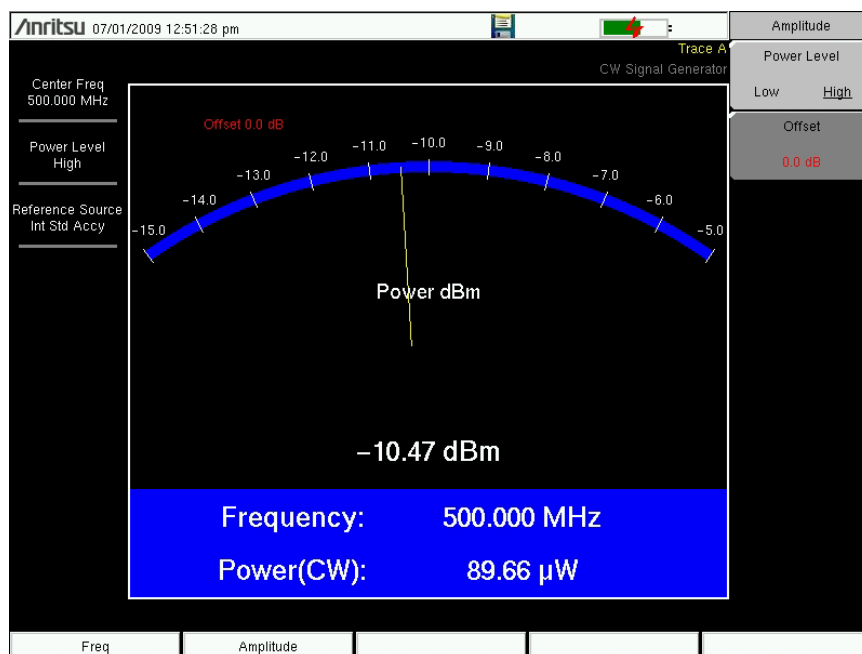 Anritsu 07/01/2009 12:51:28 pm
Trace A
CW Signal Generator
Center Freq
500.000 MHz
Power Level
High
Reference Source
Int Std Accy
Offset 0.0 dB
−15.0
−14.0
−13.0
−12.0
−11.0
−10.0
−9.0
−8.0
−7.0
−6.0
−5.0
Power dBm
−10.47 dBm
Frequency: 500.000 MHz
Power(CW): 89.66 µW
Amplitude
Power Level
Low High
Offset
0.0 dB
Freq
Amplitude